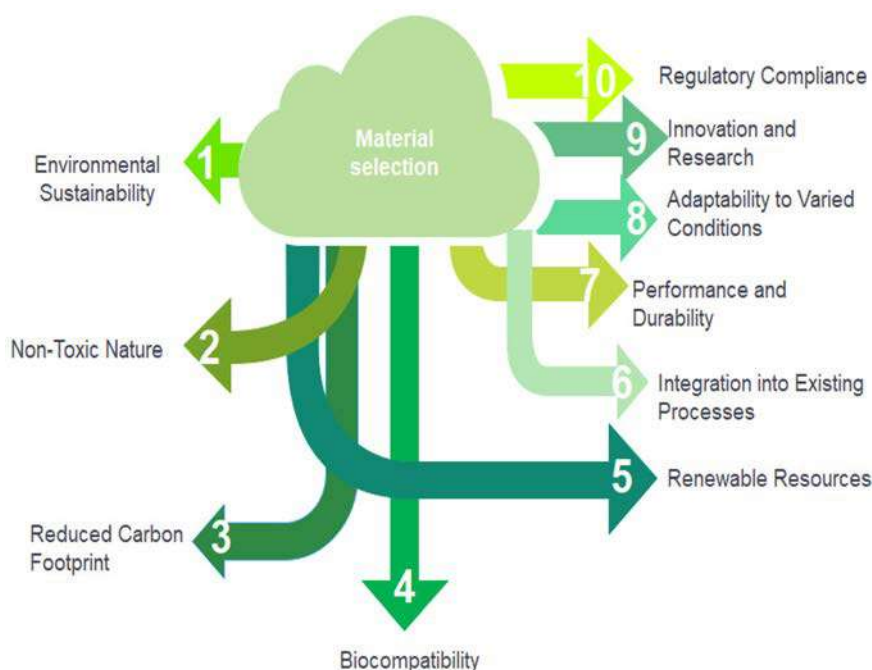 Material
selection
1
Environmental
Sustainability
2
Non-Toxic Nature
3
Reduced Carbon
Footprint
4
Biocompatibility
5
Renewable Resources
6
Integration into Existing
Processes
7
Performance and
Durability
8
Adaptability to Varied
Conditions
9
Innovation and
Research
10
Regulatory Compliance